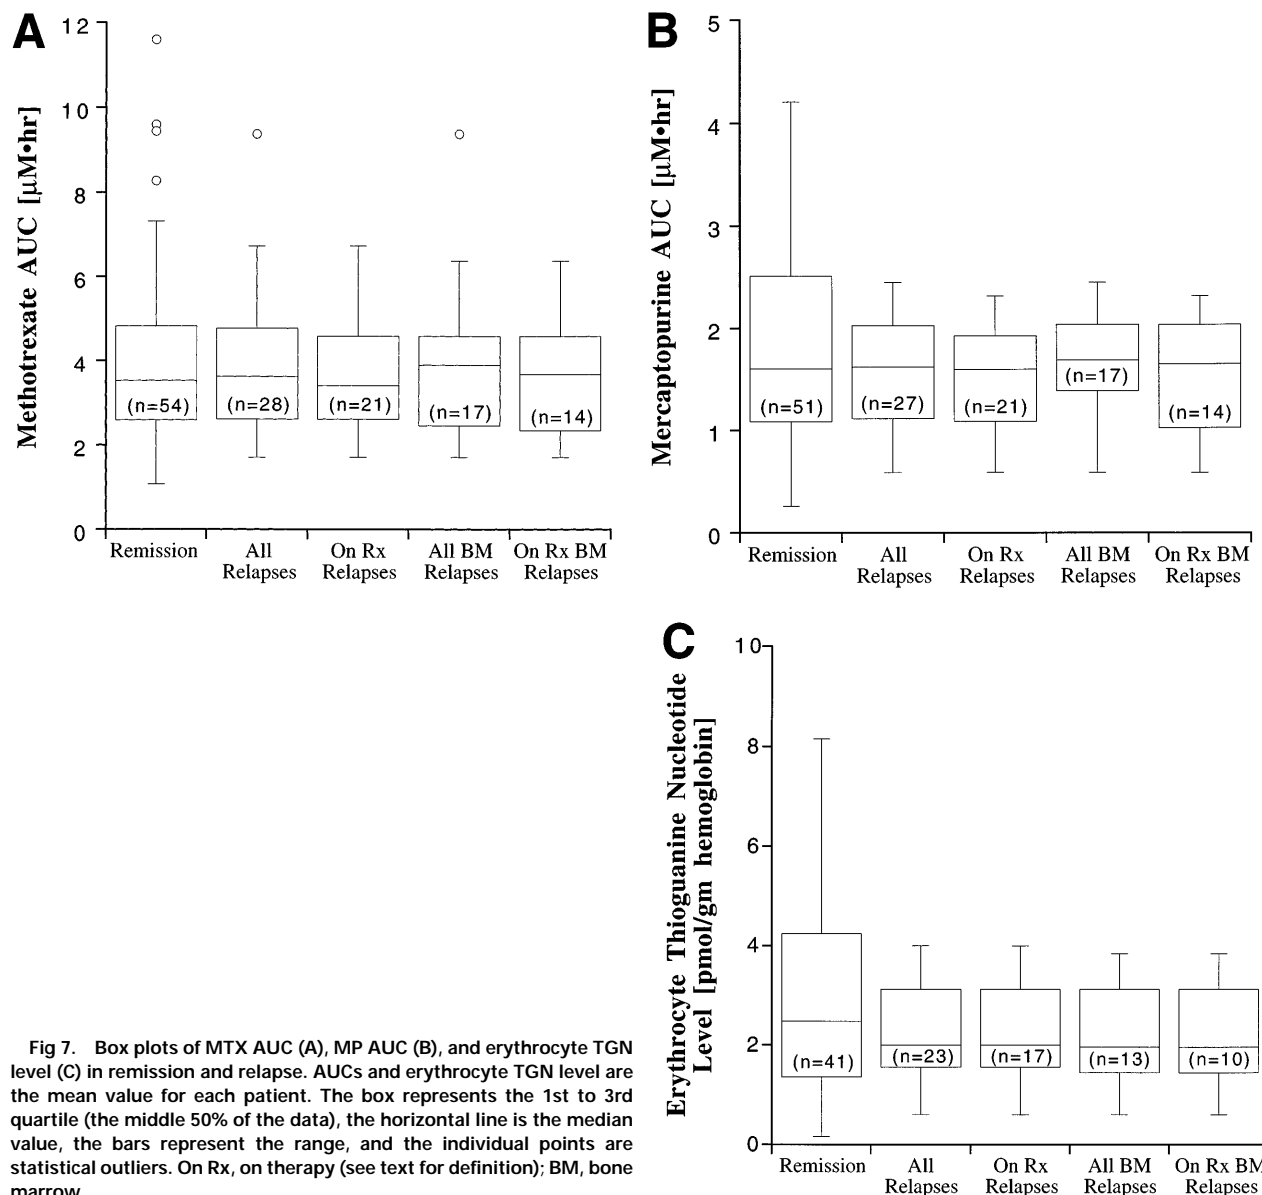 A
Methotrexate AUC [µM•hr]
12
10
8
6
4
2
0
(n=54)
(n=28)
(n=21)
(n=17)
(n=14)
Remission
All
Relapses
On Rx
Relapses
All BM
Relapses
On Rx BM
Relapses
B
Mercaptopurine AUC [µM•hr]
5
4
3
2
1
0
(n=51)
(n=27)
(n=21)
(n=17)
(n=14)
Remission
All
Relapses
On Rx
Relapses
All BM
Relapses
On Rx BM
Relapses
C
Erythrocyte Thioguanine Nucleotide
Level [pmol/gm hemoglobin]
10
8
6
4
2
0
(n=41)
(n=23)
(n=17)
(n=13)
(n=10)
Remission
All
Relapses
On Rx
Relapses
All BM
Relapses
On Rx BM
Relapses
Fig 7. Box plots of MTX AUC (A), MP AUC (B), and erythrocyte TGN
level (C) in remission and relapse. AUCs and erythrocyte TGN level are
the mean value for each patient. The box represents the 1st to 3rd
quartile (the middle 50% of the data), the horizontal line is the median
value, the bars represent the range, and the individual points are
statistical outliers. On Rx, on therapy (see text for definition); BM, bone
marrow.